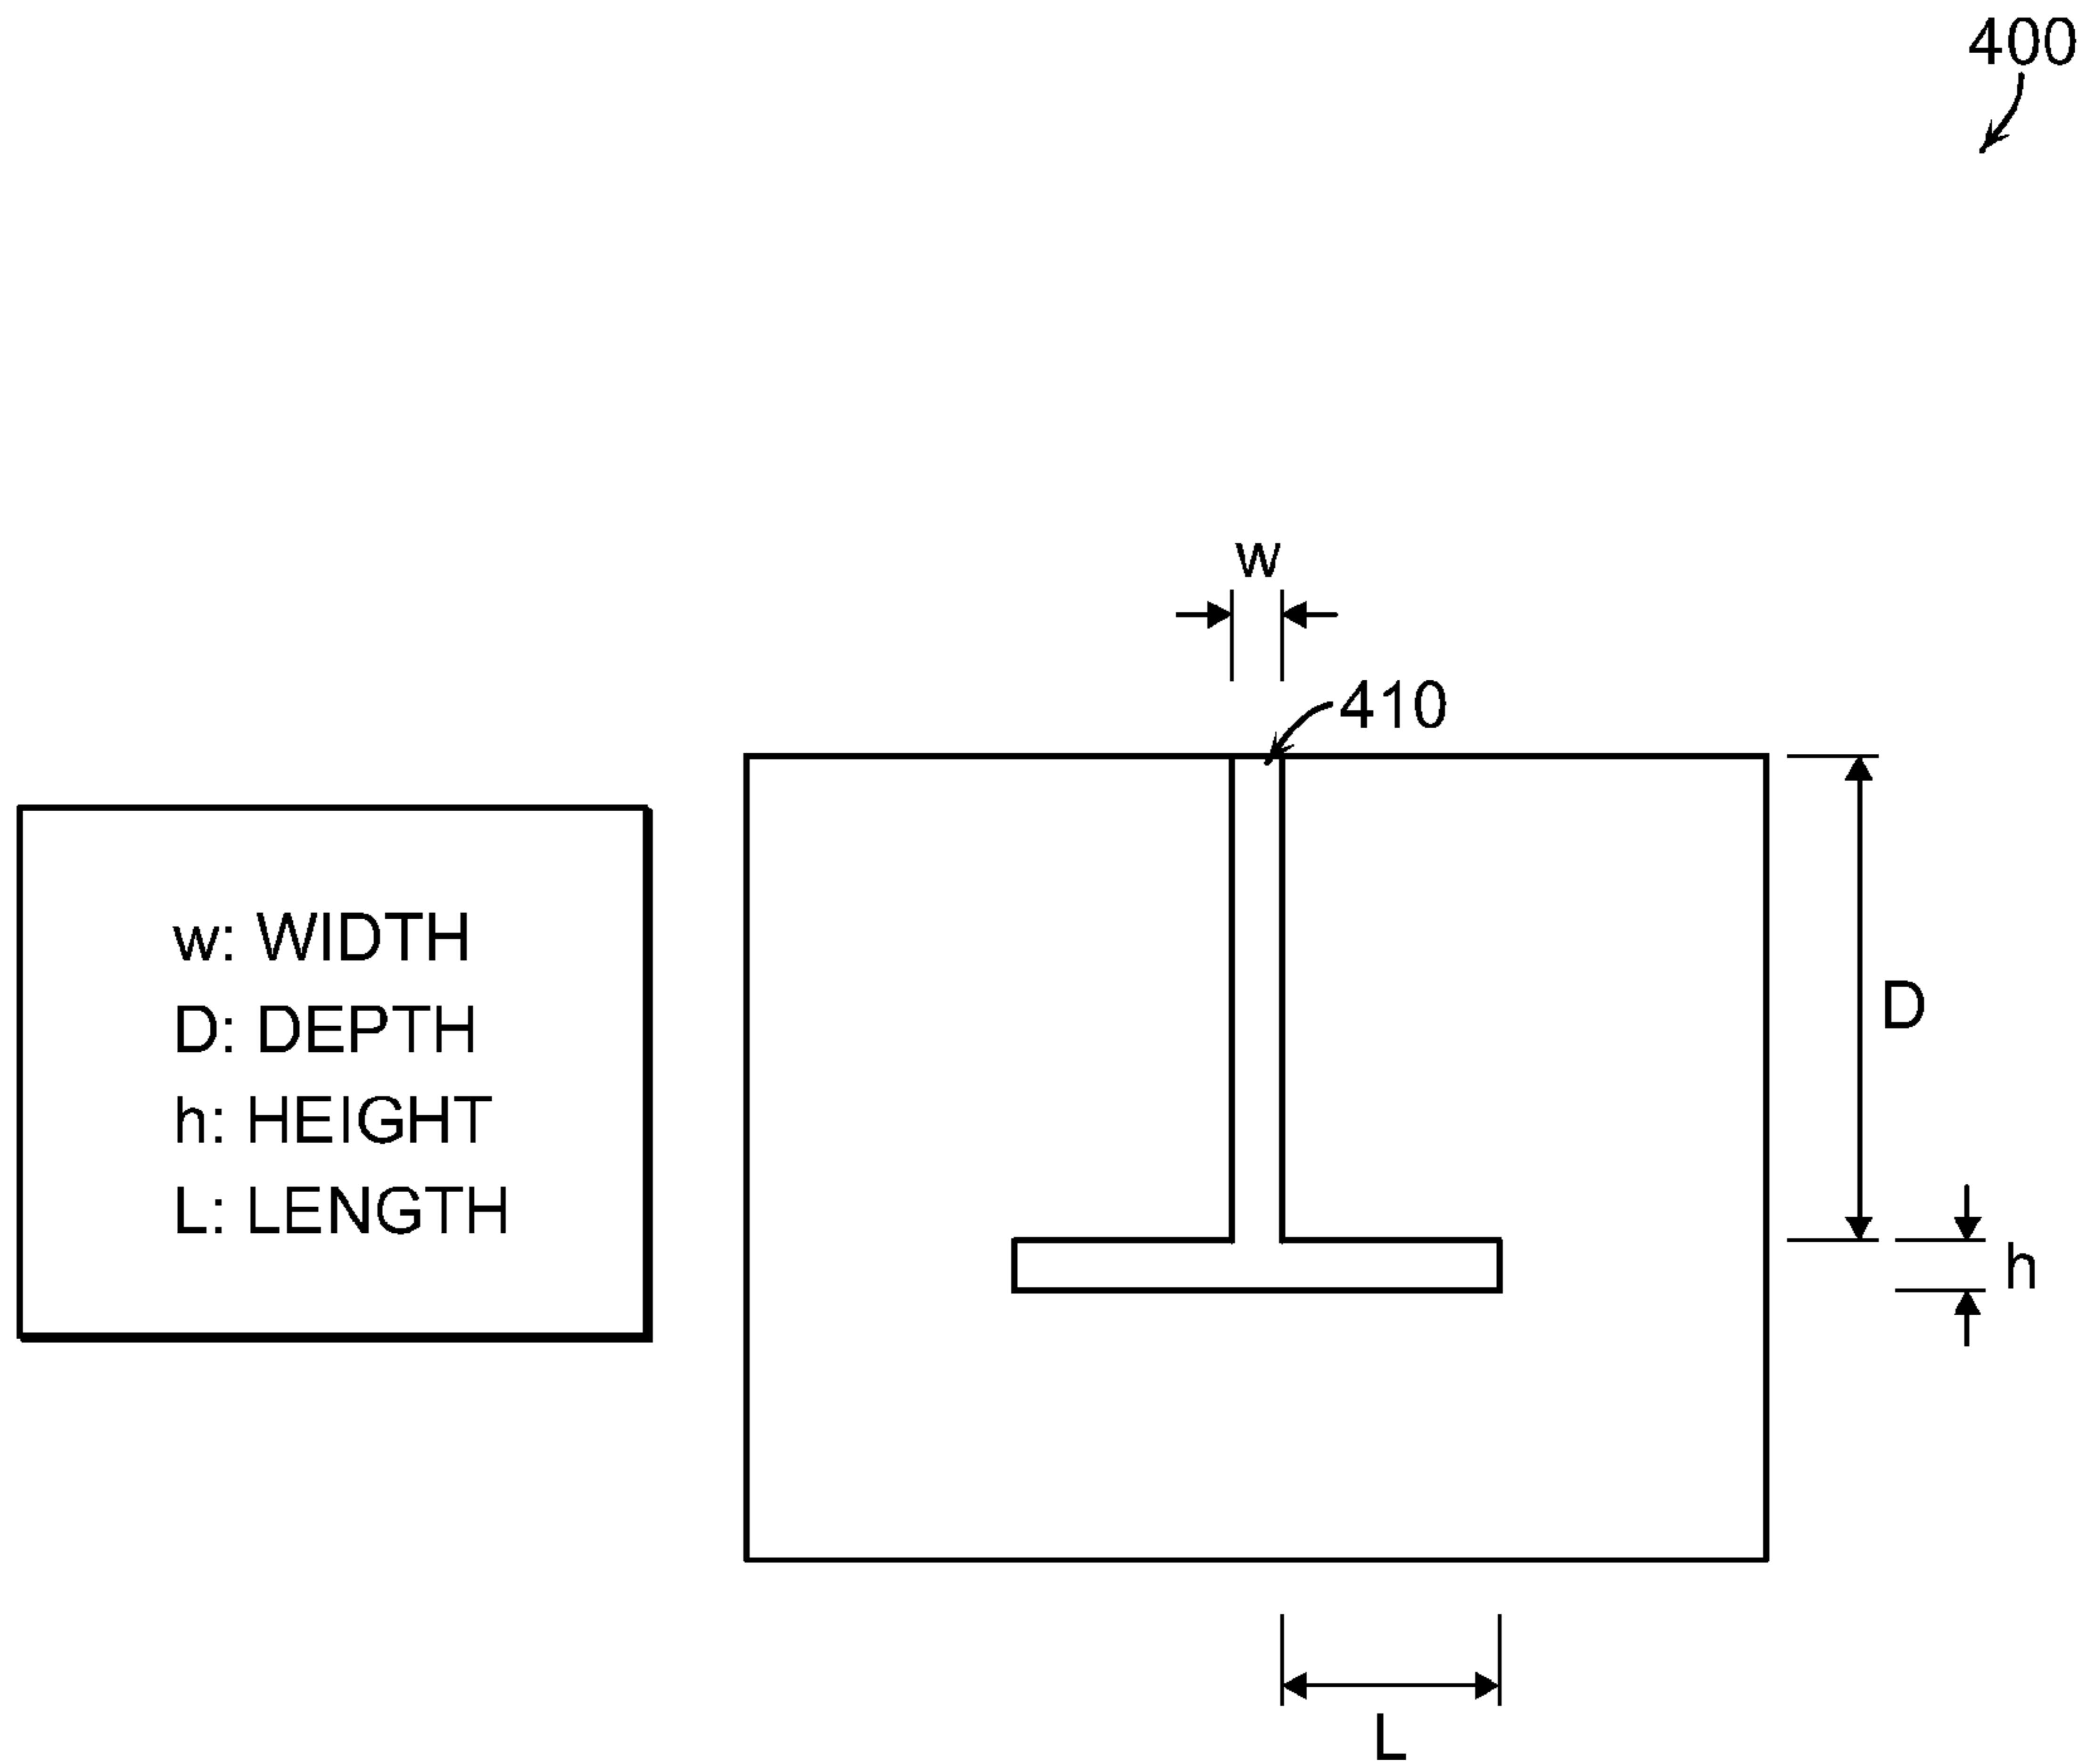 400
w
410
w: WIDTH
D: DEPTH
h: HEIGHT
L: LENGTH
D
h
L